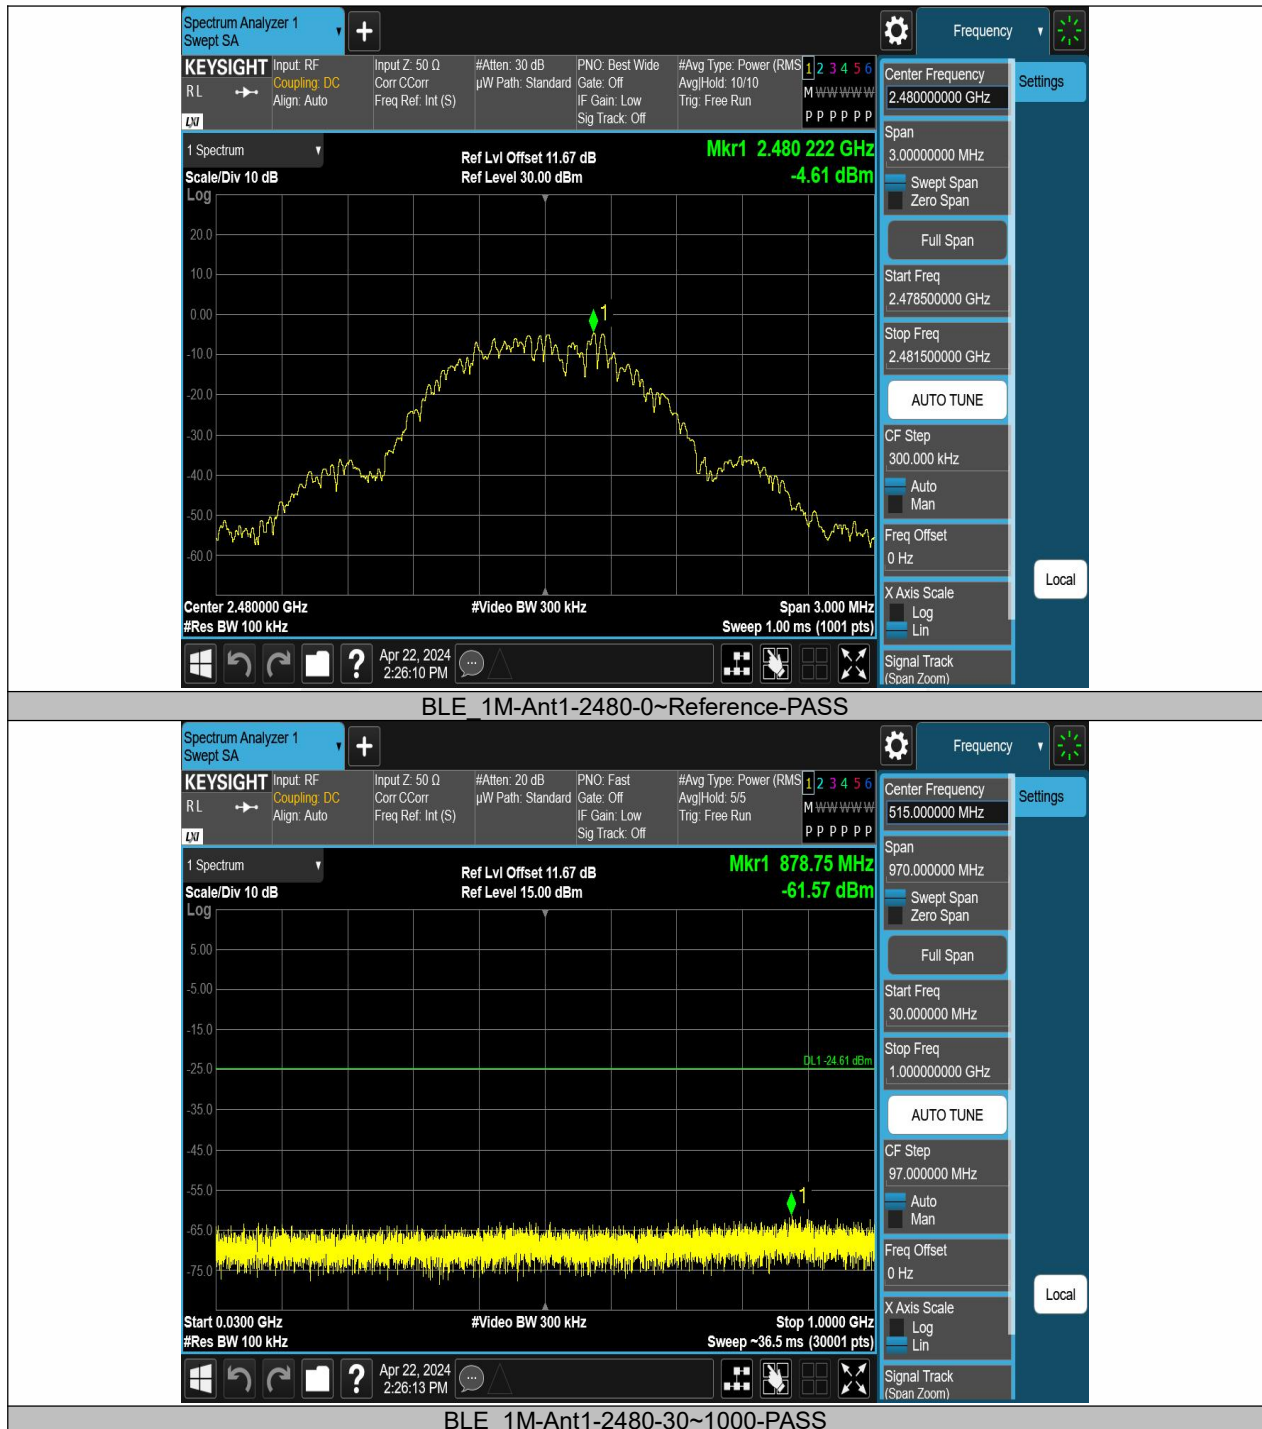 Spectrum Analyzer 1
Swept SA
+
Frequency
KEYSIGHT
RL
LXI
Input: RF
Coupling: DC
Align: Auto
Input Z: 50 Ω
Corr CCorr
Freq Ref: Int (S)
#Atten: 30 dB
µW Path: Standard
PNO: Best Wide
Gate: Off
IF Gain: Low
Sig Track: Off
#Avg Type: Power (RMS
Avg|Hold: 10/10
Trig: Free Run
1 2 3 4 5 6
M W W W W W
P P P P P P
Center Frequency
2.480000000 GHz
Settings
Span
3.00000000 MHz
Swept Span
Zero Span
Full Span
Start Freq
2.478500000 GHz
Stop Freq
2.481500000 GHz
AUTO TUNE
CF Step
300.000 kHz
Auto
Man
Freq Offset
0 Hz
X Axis Scale
Log
Lin
Signal Track
(Span Zoom)
Local
1 Spectrum
Scale/Div 10 dB
Log
Ref Lvl Offset 11.67 dB
Ref Level 30.00 dBm
Mkr1 2.480 222 GHz
-4.61 dBm
20.0
10.0
0.00
-10.0
-20.0
-30.0
-40.0
-50.0
-60.0
1
Center 2.480000 GHz
#Res BW 100 kHz
#Video BW 300 kHz
Span 3.000 MHz
Sweep 1.00 ms (1001 pts)
?
Apr 22, 2024
2:26:10 PM
BLE_1M-Ant1-2480-0~Reference-PASS
Spectrum Analyzer 1
Swept SA
+
Frequency
KEYSIGHT
RL
LXI
Input: RF
Coupling: DC
Align: Auto
Input Z: 50 Ω
Corr CCorr
Freq Ref: Int (S)
#Atten: 20 dB
µW Path: Standard
PNO: Fast
Gate: Off
IF Gain: Low
Sig Track: Off
#Avg Type: Power (RMS
Avg|Hold: 5/5
Trig: Free Run
1 2 3 4 5 6
M W W W W W
P P P P P P
Center Frequency
515.000000 MHz
Settings
Span
970.000000 MHz
Swept Span
Zero Span
Full Span
Start Freq
30.000000 MHz
Stop Freq
1.000000000 GHz
AUTO TUNE
CF Step
97.000000 MHz
Auto
Man
Freq Offset
0 Hz
X Axis Scale
Log
Lin
Signal Track
(Span Zoom)
Local
1 Spectrum
Scale/Div 10 dB
Log
Ref Lvl Offset 11.67 dB
Ref Level 15.00 dBm
Mkr1 878.75 MHz
-61.57 dBm
5.00
-5.00
-15.0
-25.0
-35.0
-45.0
-55.0
-65.0
-75.0
DL1 -24.61 dBm
1
Start 0.0300 GHz
#Res BW 100 kHz
#Video BW 300 kHz
Stop 1.0000 GHz
Sweep ~36.5 ms (30001 pts)
?
Apr 22, 2024
2:26:13 PM
BLE_1M-Ant1-2480-30~1000-PASS